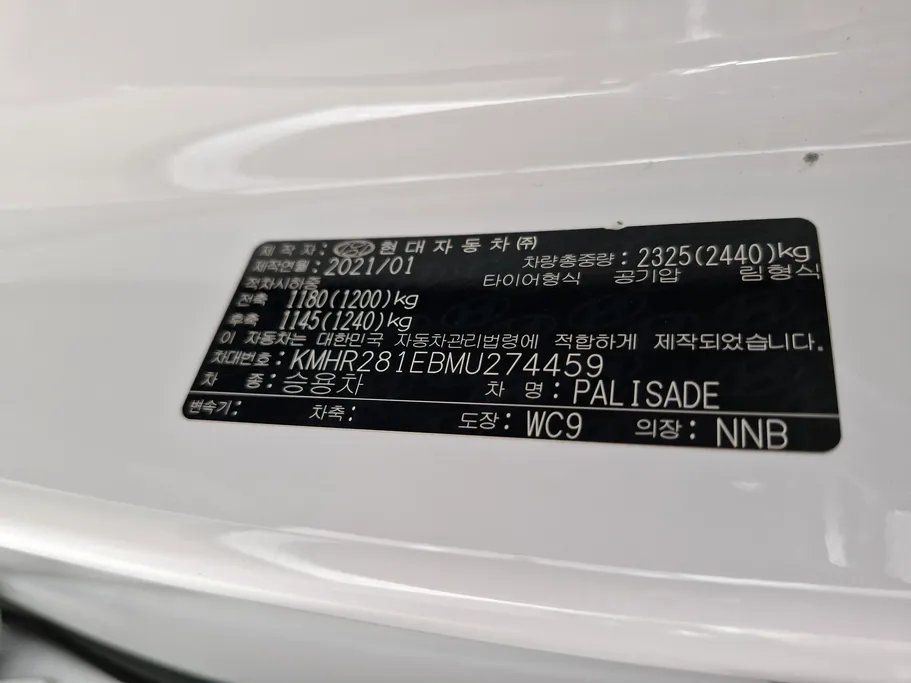 제작자: 현대자동차㈜
제작연월: 2021/01 차량총중량: 2325(2440)kg
적차시하중 타이어형식 공기압 림형식
전축 1180(1200)kg
후축 1145(1240)kg
이 자동차는 대한민국 자동차관리법령에 적합하게 제작되었습니다.
차대번호: KMHR281EBMU274459
차 종: 승용차 차 명: PALISADE
변속기: 차축: 도장: WC9 의장: NNB